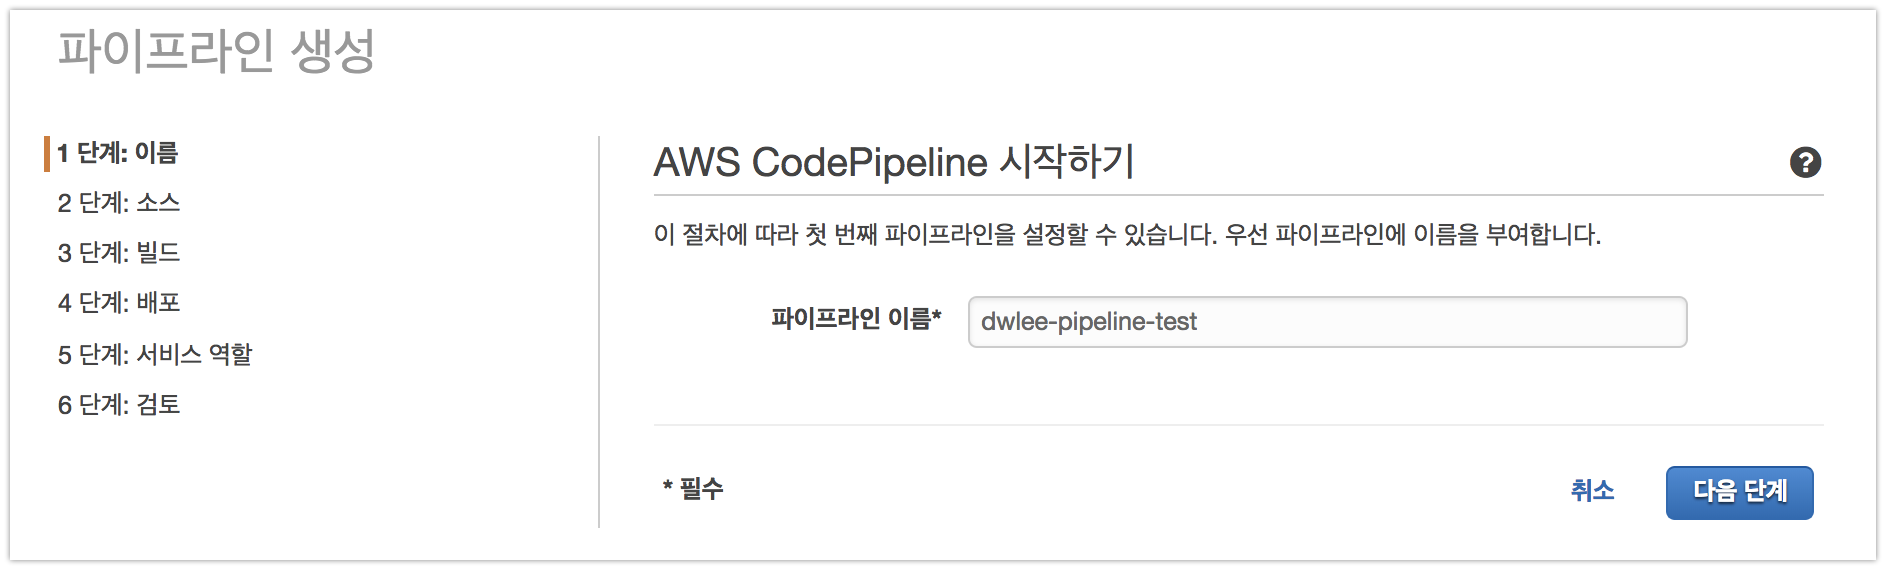 파이프라인 생성
1 단계: 이름
2 단계: 소스
3 단계: 빌드
4 단계: 배포
5 단계: 서비스 역할
6 단계: 검토
AWS CodePipeline 시작하기
?
이 절차에 따라 첫 번째 파이프라인을 설정할 수 있습니다. 우선 파이프라인에 이름을 부여합니다.
파이프라인 이름* dwlee-pipeline-test
* 필수 취소 다음 단계